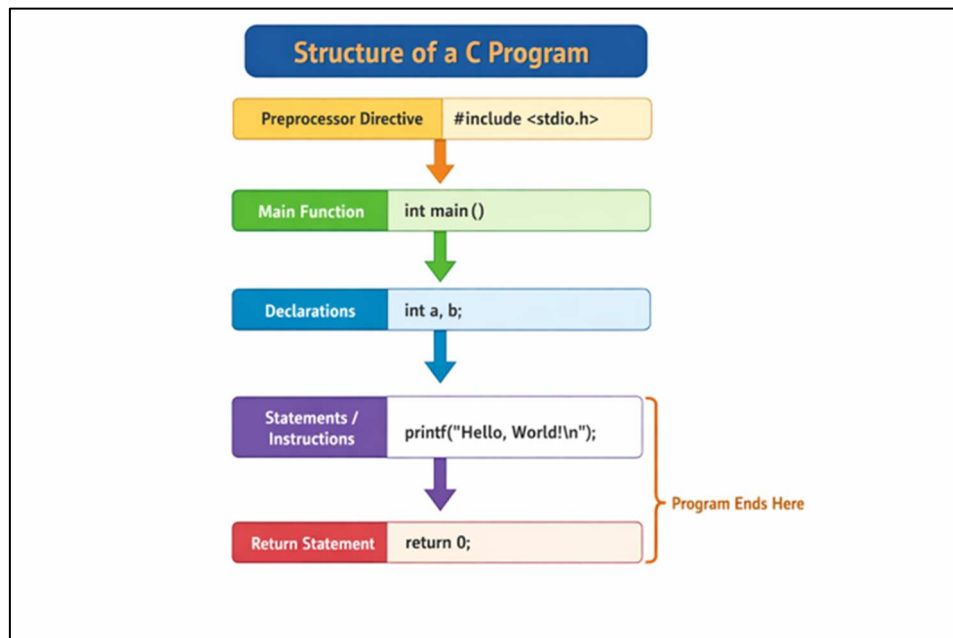 Structure of a C Program
Preprocessor Directive #include <stdio.h>
Main Function int main()
Declarations int a, b;
Statements /
Instructions printf("Hello, World!\n");
Program Ends Here
Return Statement return 0;